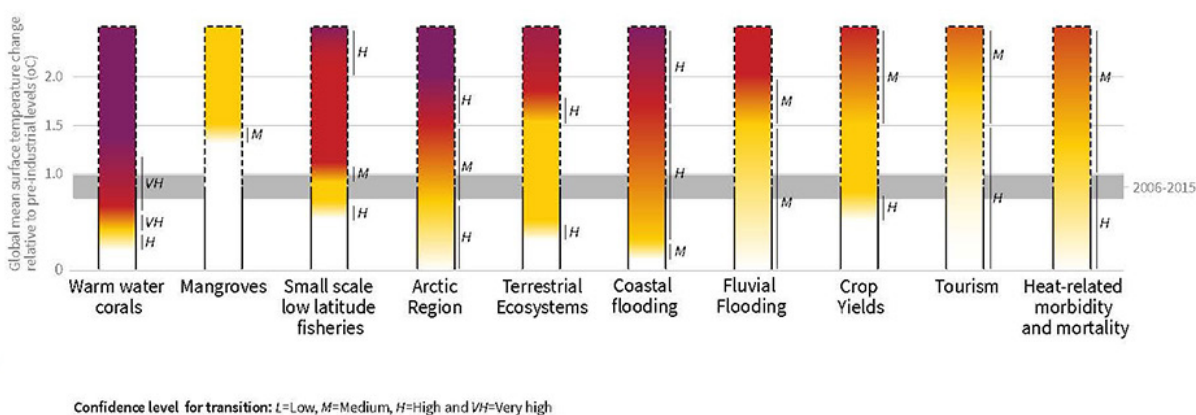 Global mean surface temperature change
relative to pre-industrial levels (oC)
2.0
1.5
1.0
0
H
M
H
H
M
H
M
M
2006-2015
VH
M
M
H
H
VH
H
H
H
H
H
M
M
H
H
H
Warm water
corals
Mangroves
Small scale
low latitude
fisheries
Arctic
Region
Terrestrial
Ecosystems
Coastal
flooding
Fluvial
Flooding
Crop
Yields
Tourism
Heat-related
morbidity
and mortality
Confidence level for transition: L=Low, M=Medium, H=High and VH=Very high